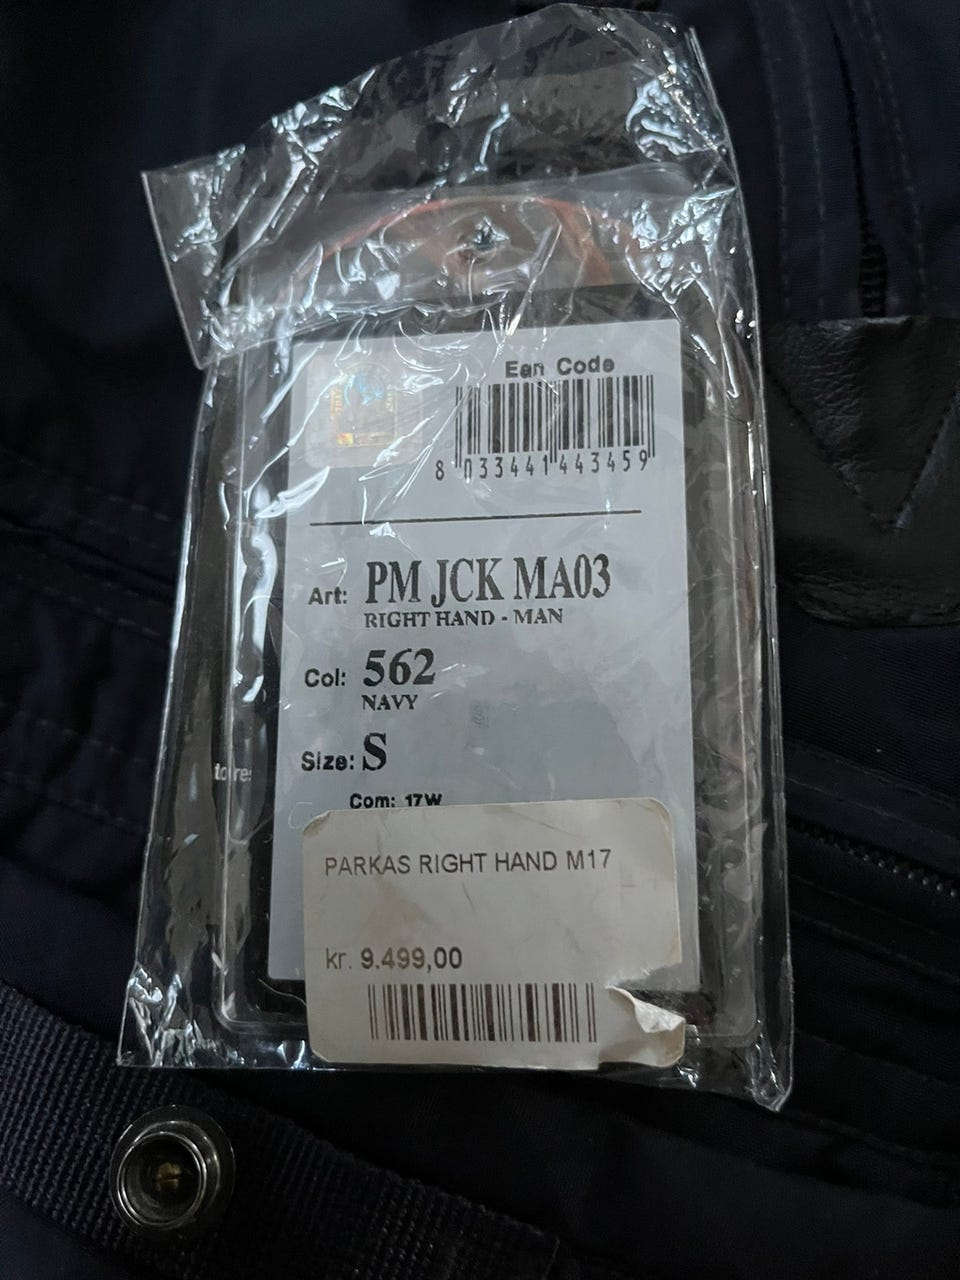 Ean Code
8 033441 443459
Art: PM JCK MA03
RIGHT HAND - MAN
Col: 562
NAVY
Size: S
Com: 17W
PARKAS RIGHT HAND M17
kr. 9.499,00